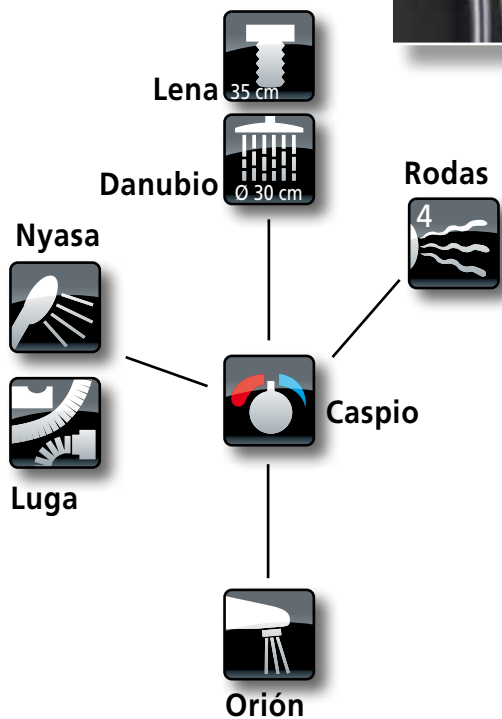 Lena
35 cm
Danubio
Ø 30 cm
Rodas
4
Nyasa
Caspio
Luga
Orión